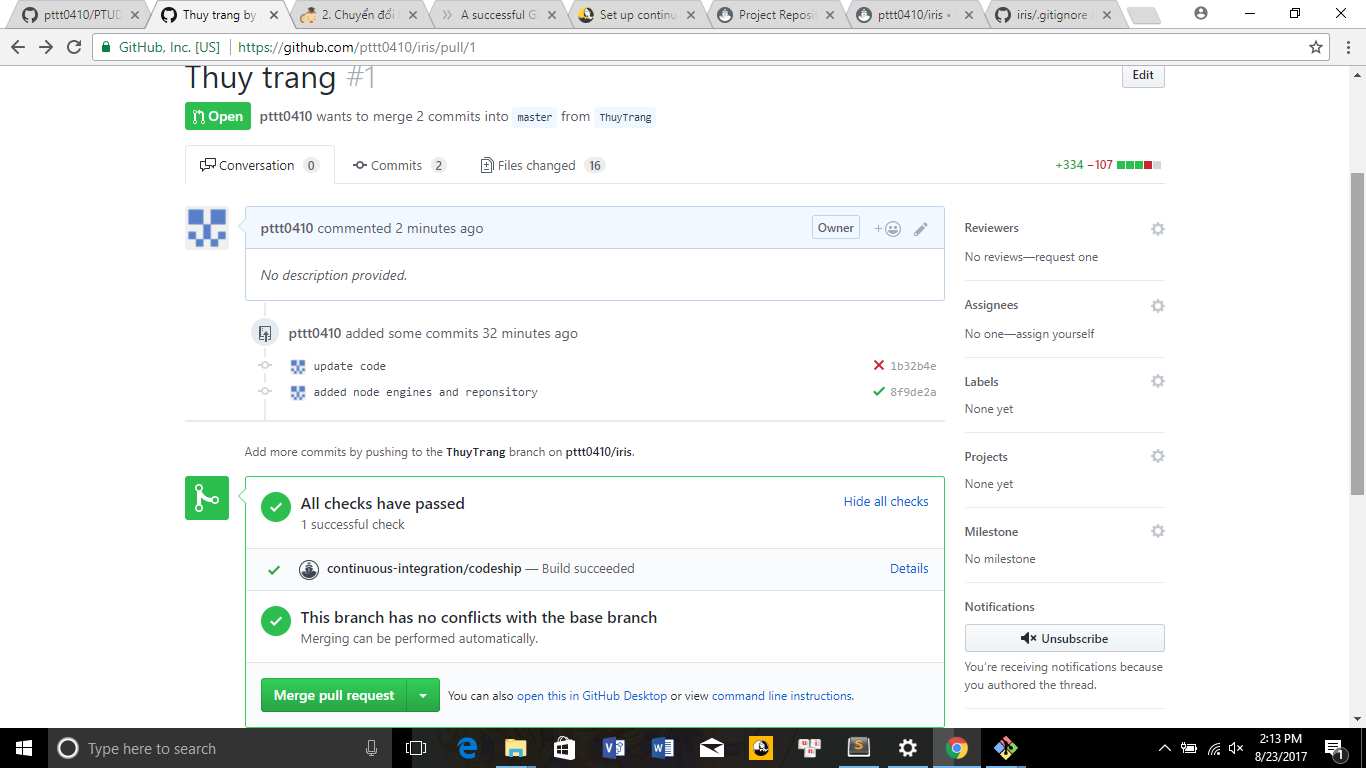 pttt0410/PTUD
Thuy trang by
2. Chuyển đổi
A successful G
Set up continu
Project Reposi
pttt0410/iris •
iris/.gitignore
GitHub, Inc. [US] https://github.com/pttt0410/iris/pull/1
Thuy trang #1
Edit
Open pttt0410 wants to merge 2 commits into master from ThuyTrang
Conversation 0 Commits 2 Files changed 16 +334 −107
pttt0410 commented 2 minutes ago Owner +
No description provided.
pttt0410 added some commits 32 minutes ago
update code 1b32b4e
added node engines and reponsitory 8f9de2a
Add more commits by pushing to the ThuyTrang branch on pttt0410/iris.
All checks have passed Hide all checks
1 successful check
continuous-integration/codeship — Build succeeded Details
This branch has no conflicts with the base branch
Merging can be performed automatically.
Merge pull request You can also open this in GitHub Desktop or view command line instructions.
Reviewers
No reviews—request one
Assignees
No one—assign yourself
Labels
None yet
Projects
None yet
Milestone
No milestone
Notifications
Unsubscribe
You're receiving notifications because
you authored the thread.
Type here to search
2:13 PM
8/23/2017
1